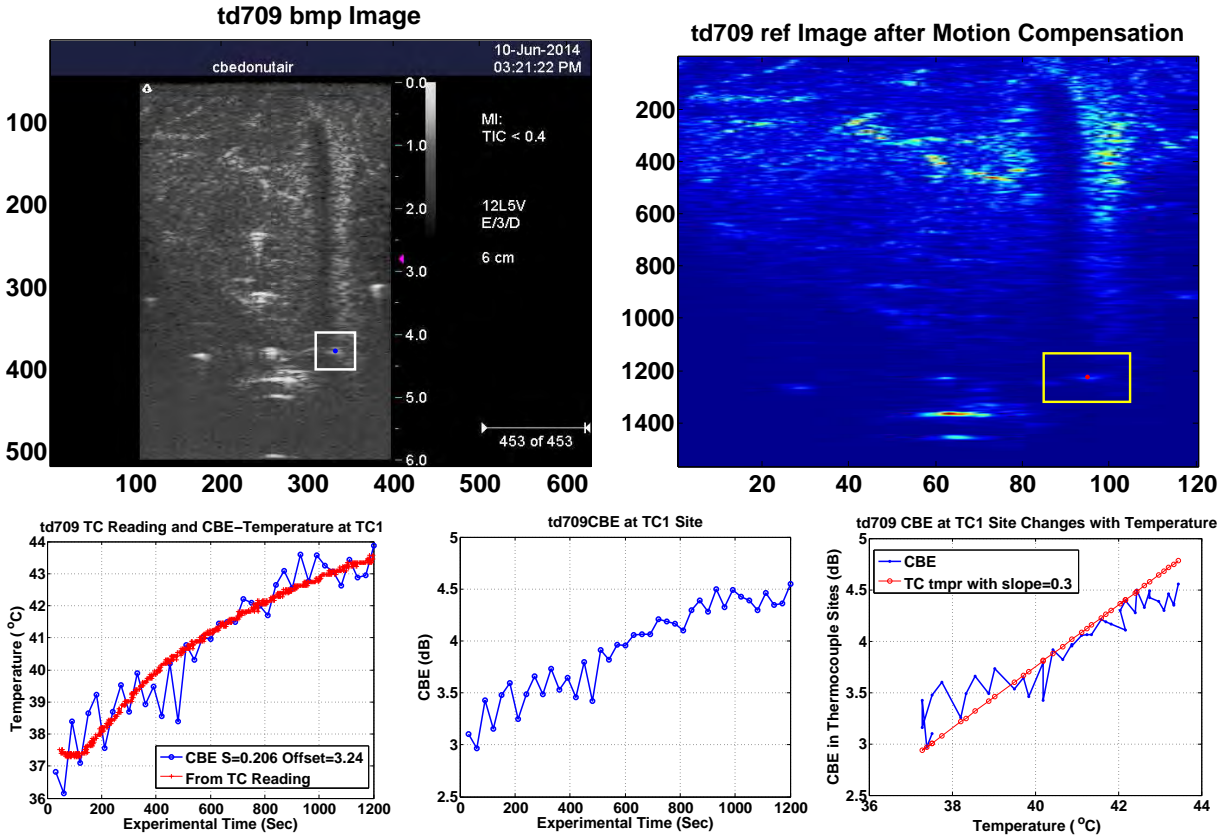 td709 bmp Image
10-Jun-2014
cbedonutair
03:21:22 PM
100
200
300
400
500
0.0
1.0
2.0
3.0
4.0
5.0
6.0
MI:
TIC < 0.4
12L5V
E/3/D
6 cm
453 of 453
100 200 300 400 500 600
td709 ref Image after Motion Compensation
200
400
600
800
1000
1200
1400
20 40 60 80 100 120
td709 TC Reading and CBE−Temperature at TC1
Temperature ( °C)
44
43
42
41
40
39
38
37
36
CBE S=0.206 Offset=3.24
From TC Reading
0 200 400 600 800 1000 1200
Experimental Time (Sec)
td709CBE at TC1 Site
CBE (dB)
5
4.5
4
3.5
3
2.5
0 200 400 600 800 1000 1200
Experimental Time (Sec)
td709 CBE at TC1 Site Changes with Temperature
CBE in Thermocouple Sites (dB)
5
4.5
4
3.5
3
2.5
CBE
TC tmpr with slope=0.3
36 38 40 42 44
Temperature ( °C)